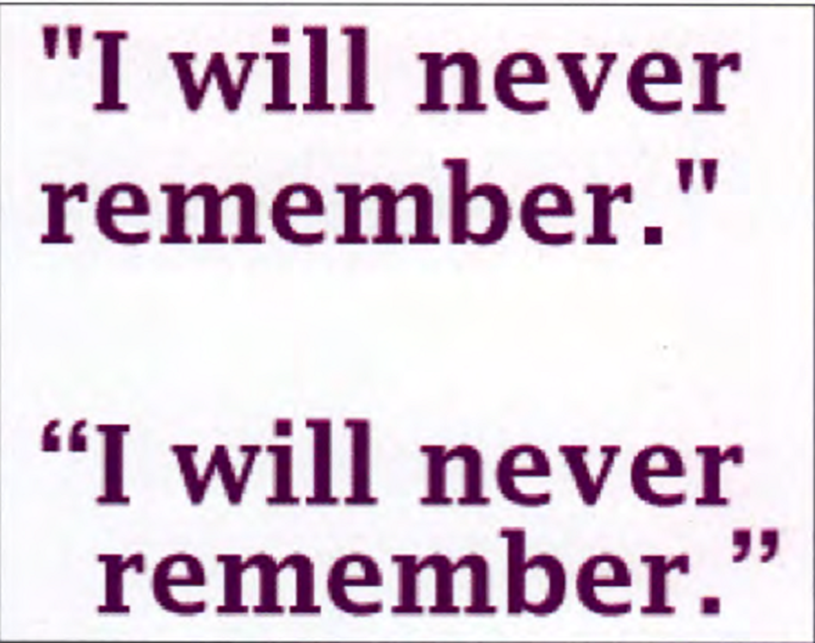 "I will never
remember."
“I will never
remember.”